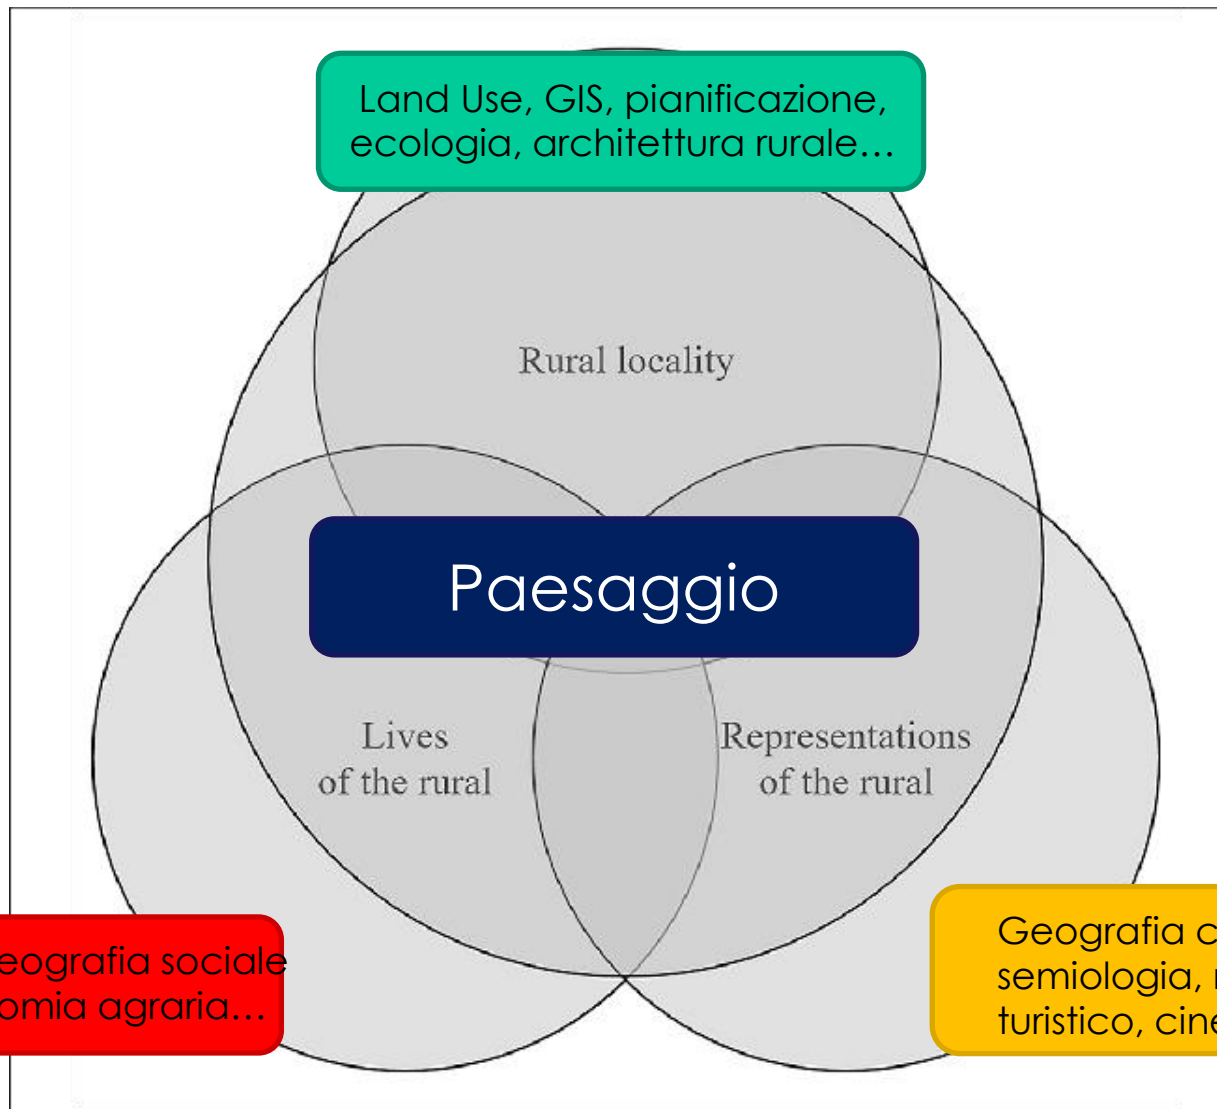 Land Use, GIS, pianificazione,
ecologia, architettura rurale…
Rural locality
Paesaggio
Lives
of the rural
Representations
of the rural
eografia sociale
omia agraria…
Geografia c
semiologia,
turistico, cine